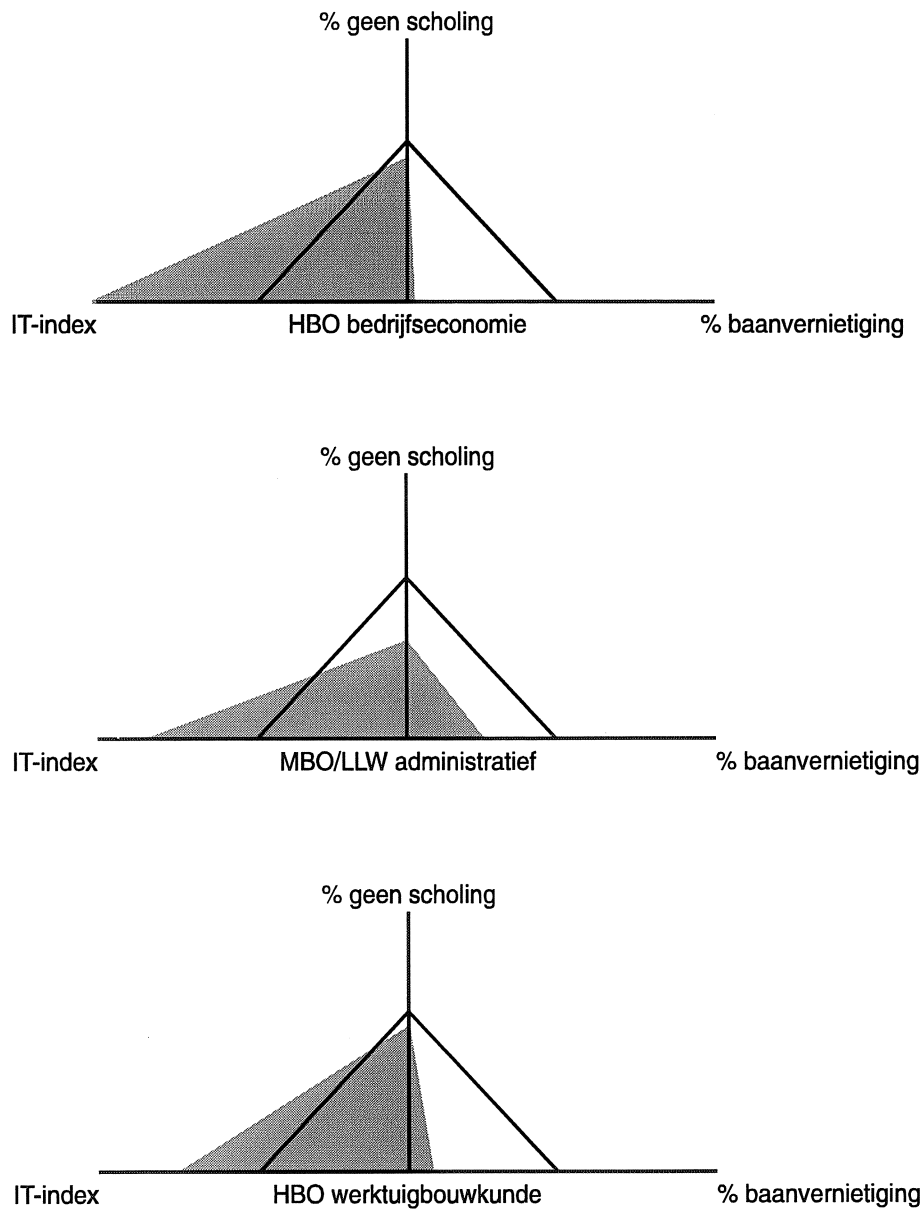 % geen scholing
IT-index HBO bedrijfseconomie % baanvernietiging
% geen scholing
IT-index MBO/LLW administratief % baanvernietiging
% geen scholing
IT-index HBO werktuigbouwkunde % baanvernietiging